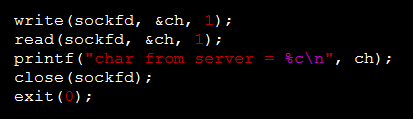 write(sockfd, &ch, 1);
read(sockfd, &ch, 1);
printf("char from server = %c\n", ch);
close(sockfd);
exit(0);